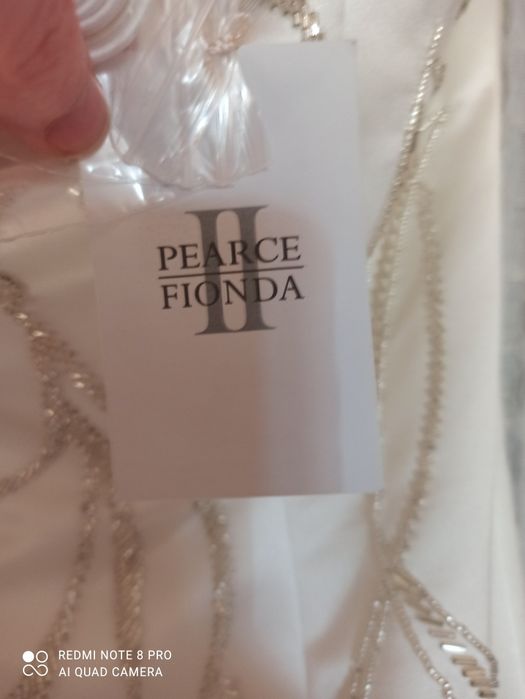 II
PEARCE
FIONDA
REDMI NOTE 8 PRO
AI QUAD CAMERA